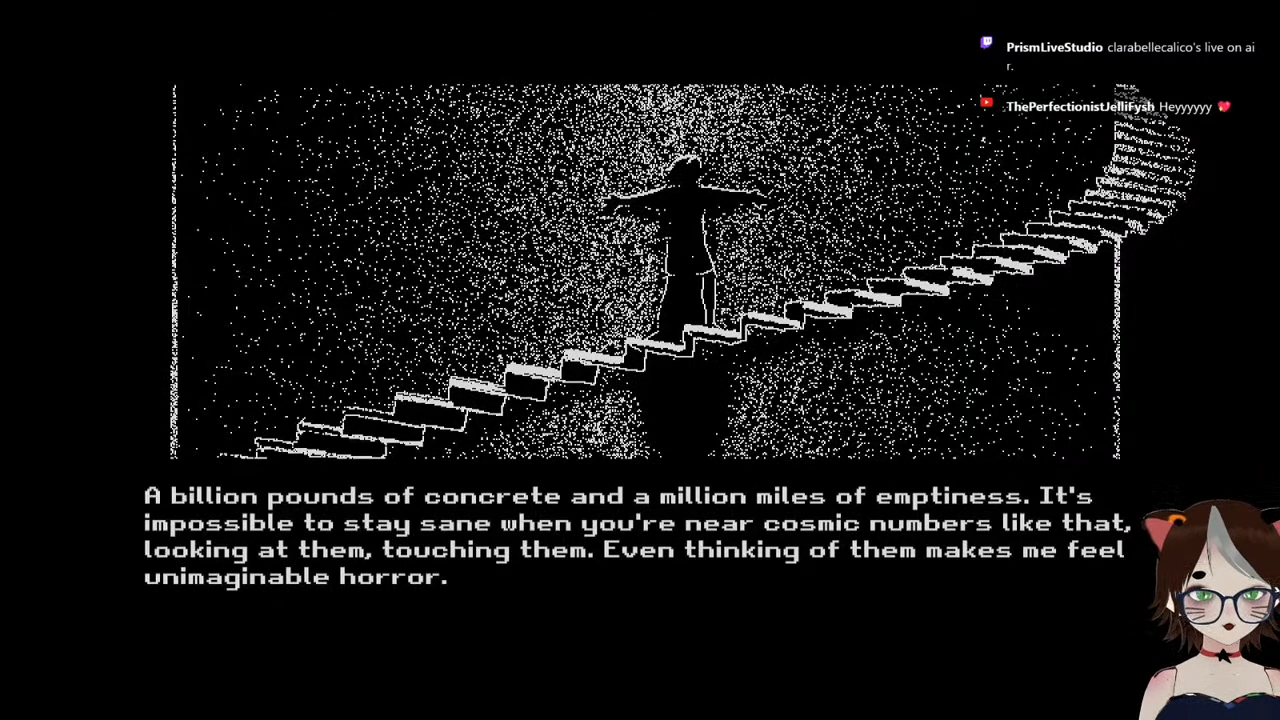 PrismLiveStudio clarabellecalico's live on ai
r.
ThePerfectionistJelliFysh Heyyyyyy ❤️
A billion pounds of concrete and a million miles of emptiness. It's
impossible to stay sane when you're near cosmic numbers like that,
looking at them, touching them. Even thinking of them makes me feel
unimaginable horror.